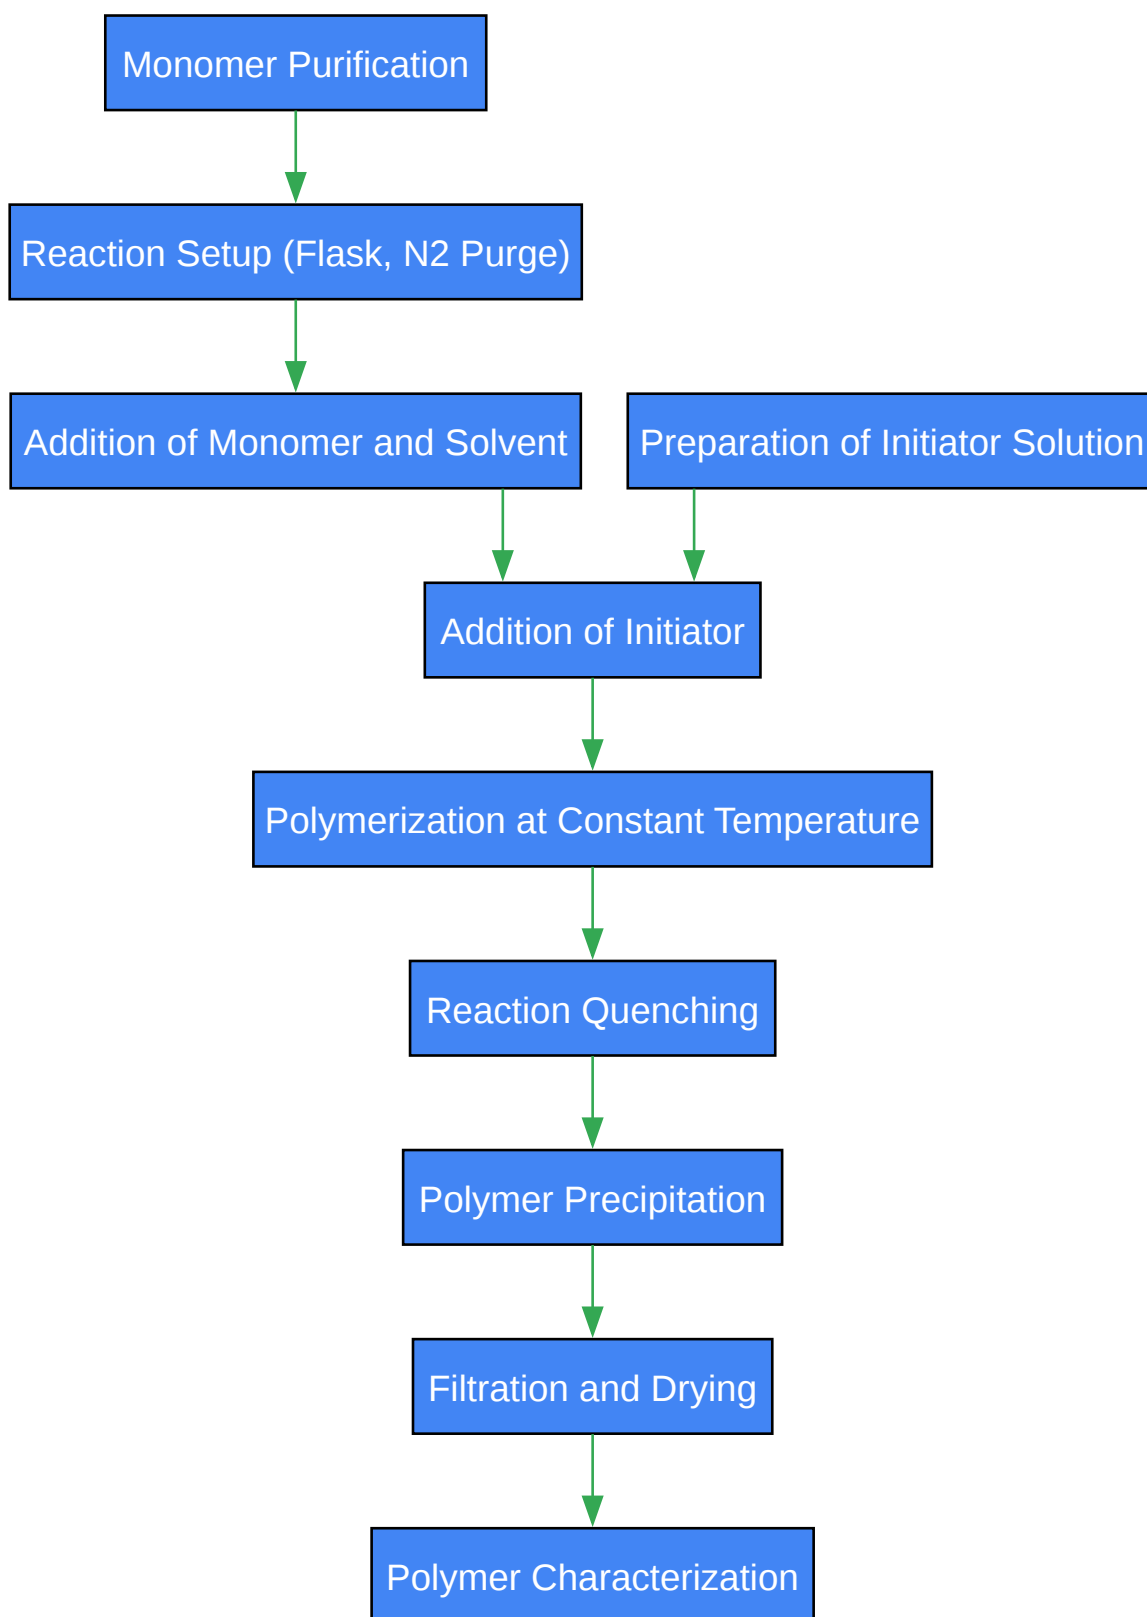 Monomer Purification
Reaction Setup (Flask, N2 Purge)
Addition of Monomer and Solvent
Preparation of Initiator Solution
Addition of Initiator
Polymerization at Constant Temperature
Reaction Quenching
Polymer Precipitation
Filtration and Drying
Polymer Characterization